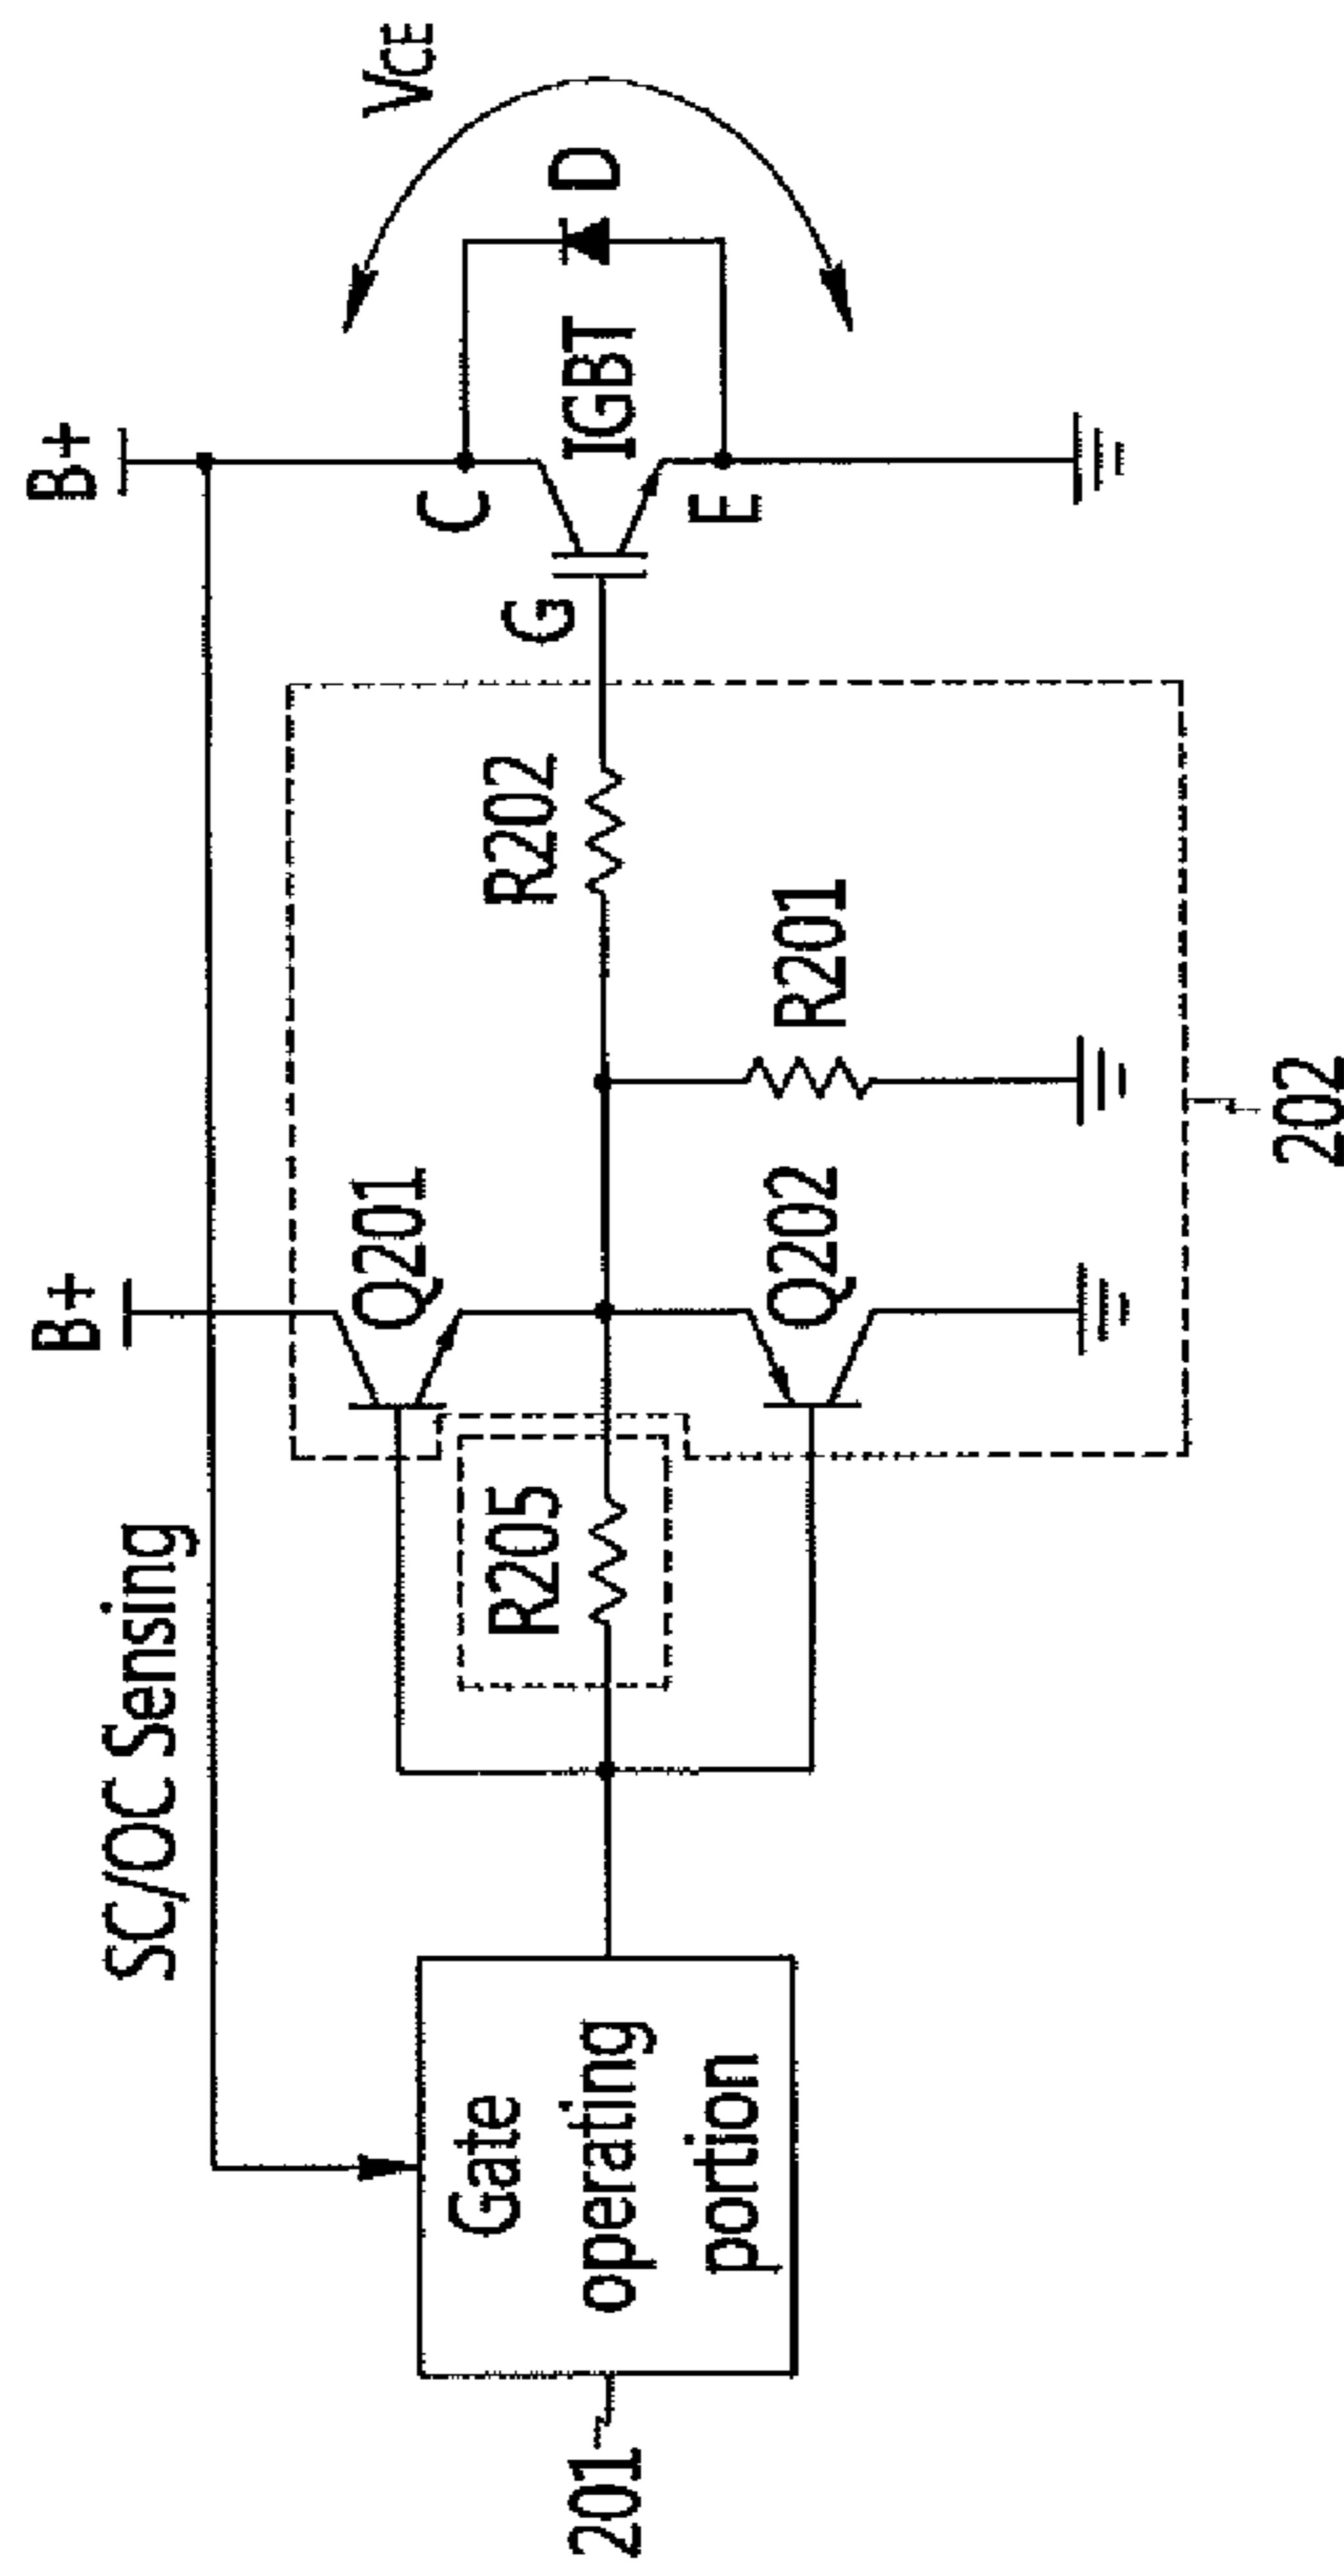 SC/OC Sensing
B+
B+
VCE
Q201
C
D
G
IGBT
E
Gate
operating
portion
R205
R202
Q202
R201
201
202